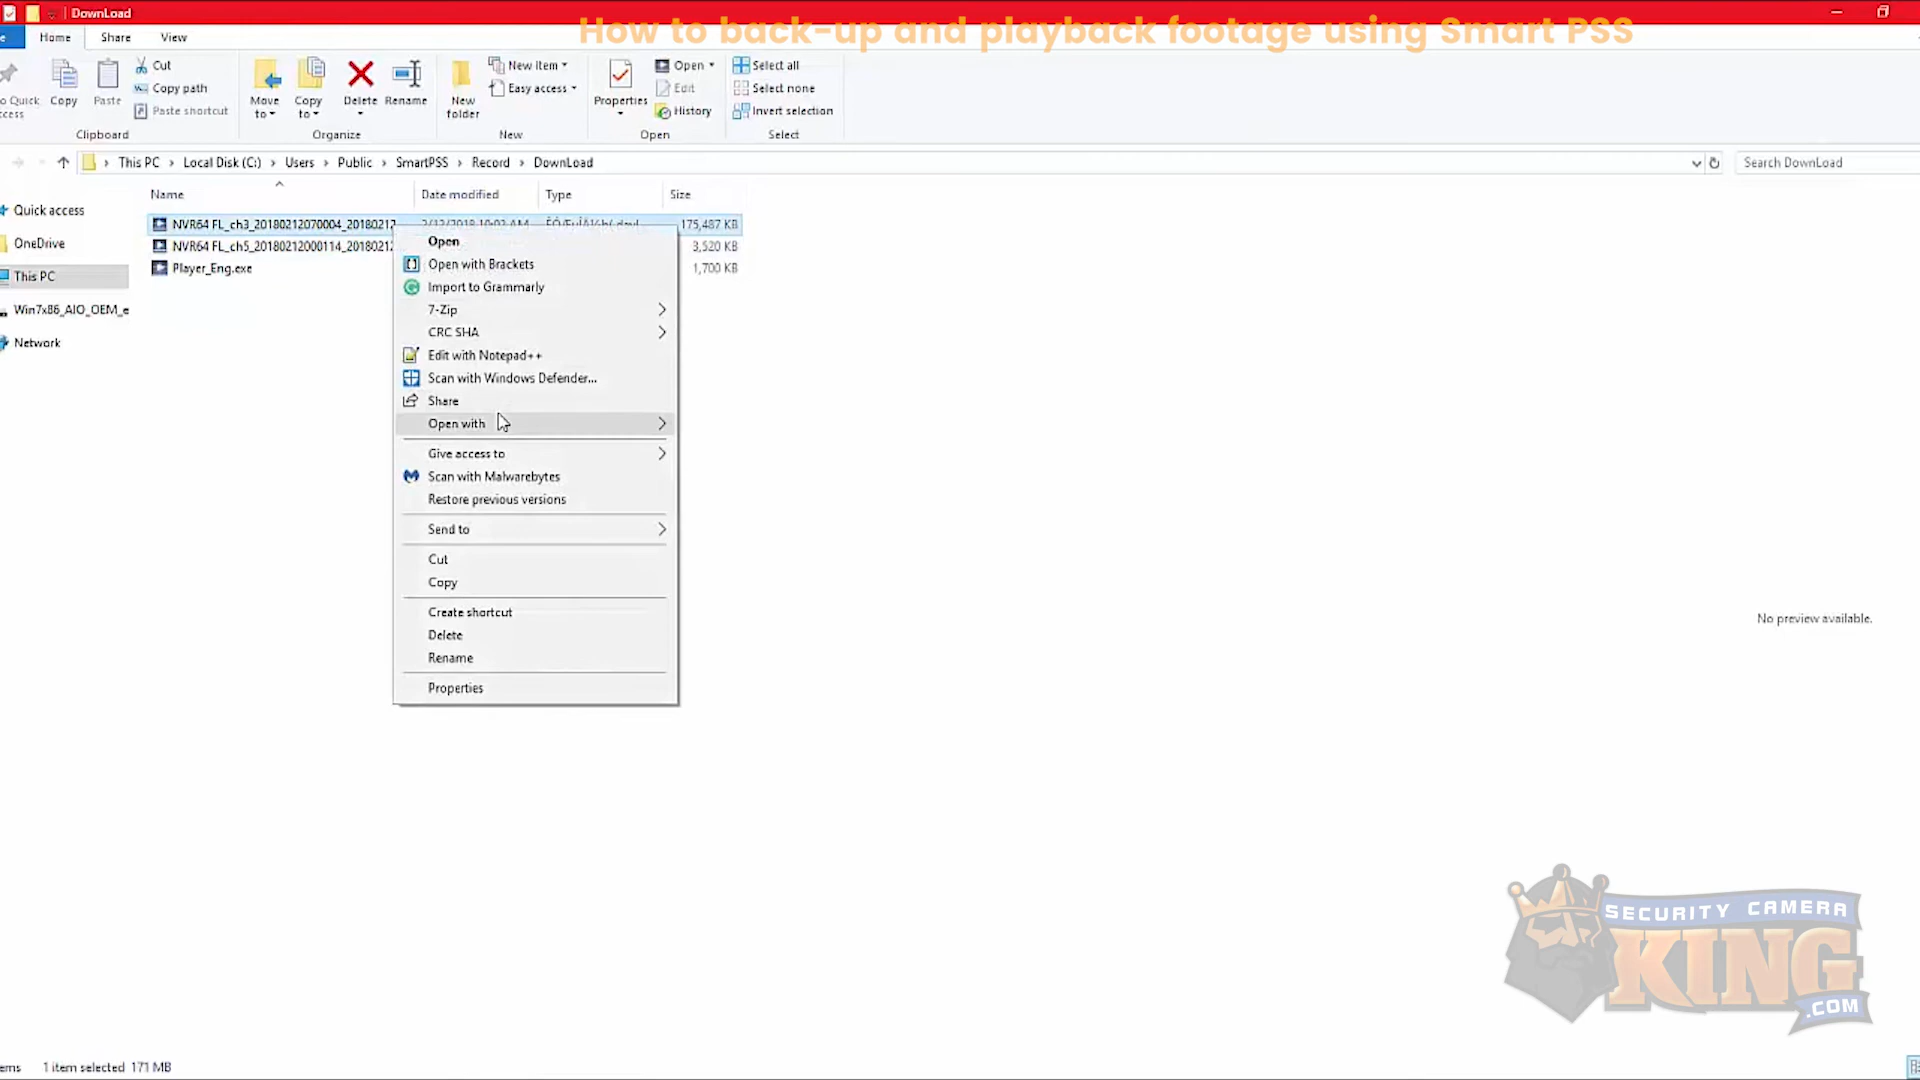 DownLoad
How to back-up and playback footage using Smart PSS
Home Share View
Copy
Paste
Cut
Copy path
Paste shortcut
Clipboard
Move to
Copy to
Delete
Rename
Organize
New folder
New item
Easy access
New
Properties
Open
Edit
History
Open
Select all
Select none
Invert selection
Select
This PC > Local Disk (C:) > Users > Public > SmartPSS > Record > DownLoad
Search DownLoad
Name Date modified Type Size
Quick access
OneDrive
This PC
Win7x86_AIO_OEM_e
Network
NVR64 FL_ch3_20180212070004_20180212 175,487 KB
NVR64 FL_ch5_20180212000114_2018021 3,520 KB
Player_Eng.exe 1,700 KB
Open
Open with Brackets
Import to Grammarly
7-Zip
CRC SHA
Edit with Notepad++
Scan with Windows Defender...
Share
Open with
Give access to
Scan with Malwarebytes
Restore previous versions
Send to
Cut
Copy
Create shortcut
Delete
Rename
Properties
No preview available.
SECURITY CAMERA
KING
.COM
1 item selected 171 MB